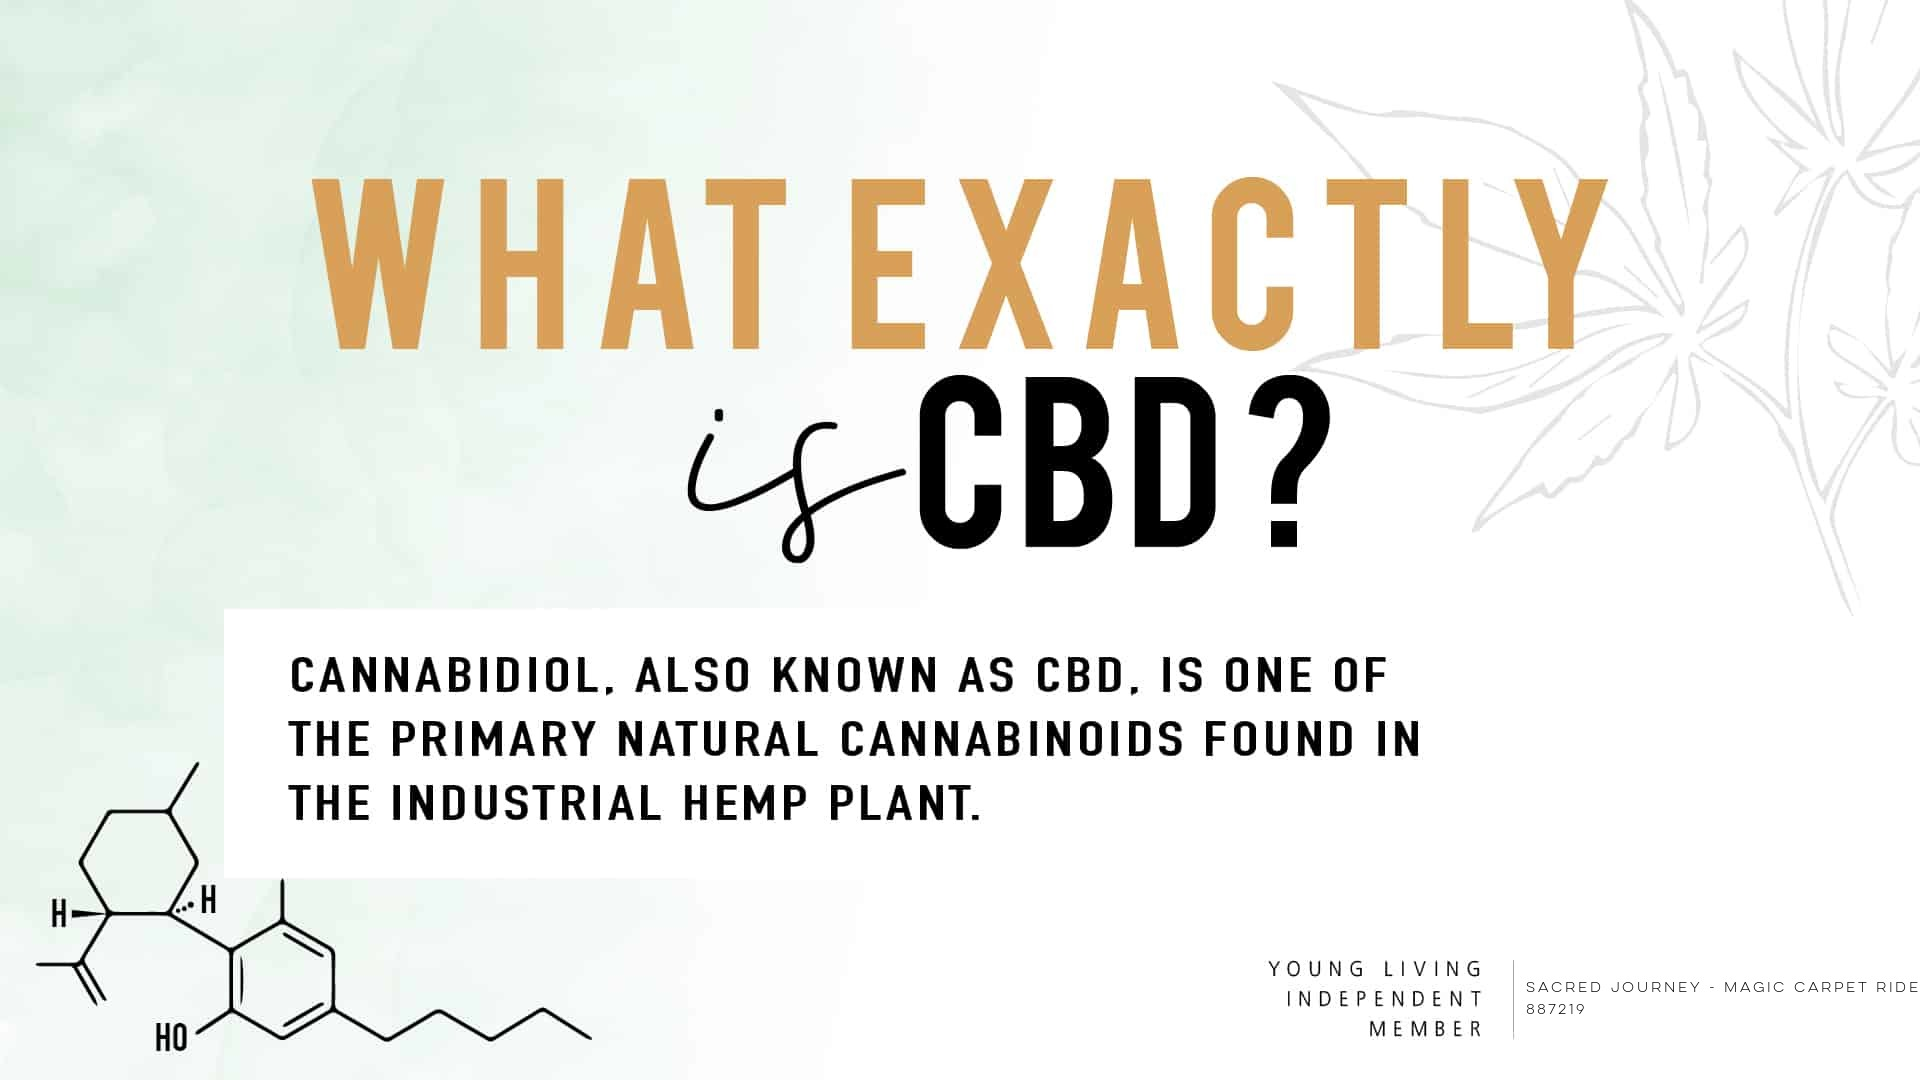 WHAT EXACTLY
is CBD?
CANNABIDIOL, ALSO KNOWN AS CBD, IS ONE OF
THE PRIMARY NATURAL CANNABINOIDS FOUND IN
THE INDUSTRIAL HEMP PLANT.
H
H
HO
YOUNG LIVING
INDEPENDENT
MEMBER
SACRED JOURNEY - MAGIC CARPET RIDE
887219